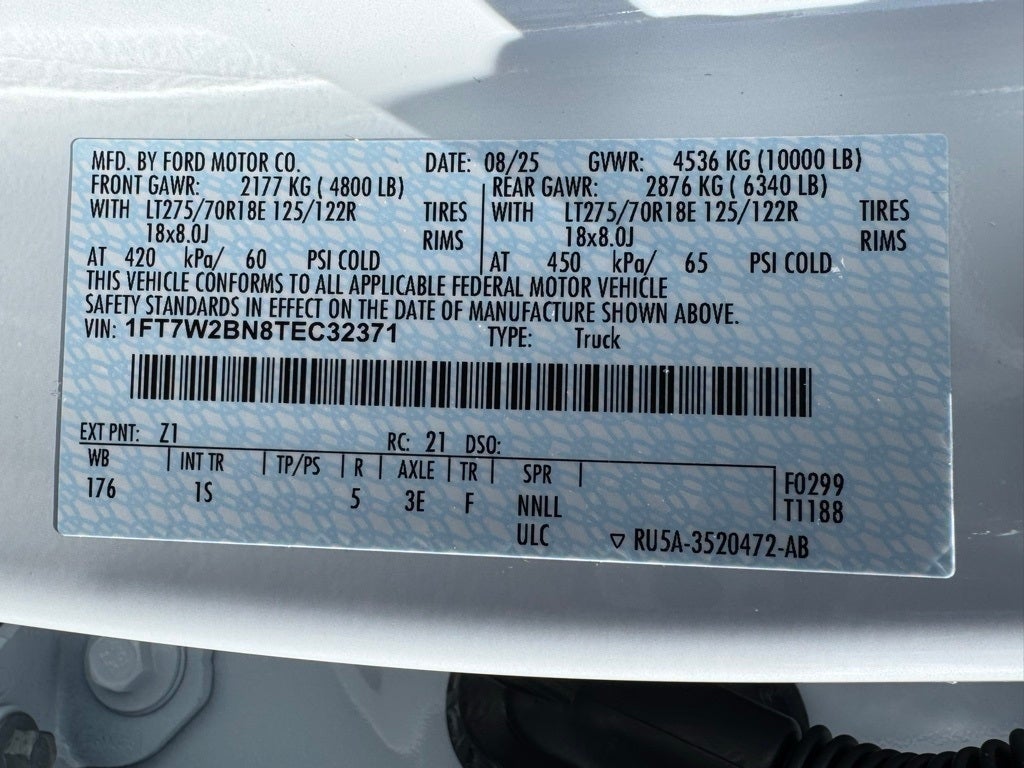 MFD. BY FORD MOTOR CO. DATE: 08/25 GVWR: 4536 KG (10000 LB)
FRONT GAWR: 2177 KG ( 4800 LB) REAR GAWR: 2876 KG ( 6340 LB)
WITH LT275/70R18E 125/122R TIRES WITH LT275/70R18E 125/122R TIRES
18x8.0J RIMS 18x8.0J RIMS
AT 420 kPa/ 60 PSI COLD AT 450 kPa/ 65 PSI COLD
THIS VEHICLE CONFORMS TO ALL APPLICABLE FEDERAL MOTOR VEHICLE
SAFETY STANDARDS IN EFFECT ON THE DATE OF MANUFACTURE SHOWN ABOVE.
VIN: 1FT7W2BN8TEC32371 TYPE: Truck
EXT PNT: Z1 RC: 21 DSO:
WB INT TR TP/PS R AXLE TR SPR F0299
176 1S 5 3E F NNLL T1188
ULC ▽ RU5A-3520472-AB